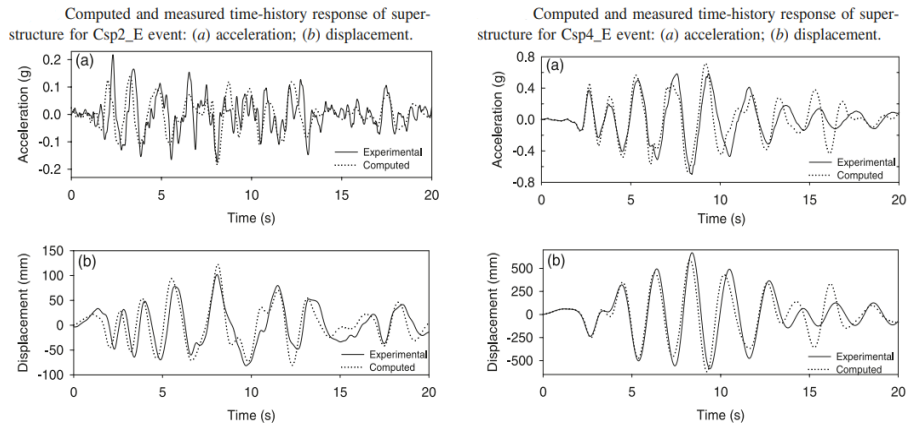 Computed and measured time-history response of super-
structure for Csp2_E event: (a) acceleration; (b) displacement.
(a)
Acceleration (g)
0.2
0.1
0.0
-0.1
-0.2
Experimental
Computed
0 5 10 15 20
Time (s)
(b)
Displacement (mm)
150
100
50
0
-50
-100
Experimental
Computed
0 5 10 15 20
Time (s)
Computed and measured time-history response of super-
structure for Csp4_E event: (a) acceleration; (b) displacement.
(a)
Acceleration (g)
0.8
0.4
0.0
-0.4
-0.8
Experimental
Computed
0 5 10 15 20
Time (s)
(b)
Displacement (mm)
500
250
0
-250
-500
Experimental
Computed
0 5 10 15 20
Time (s)